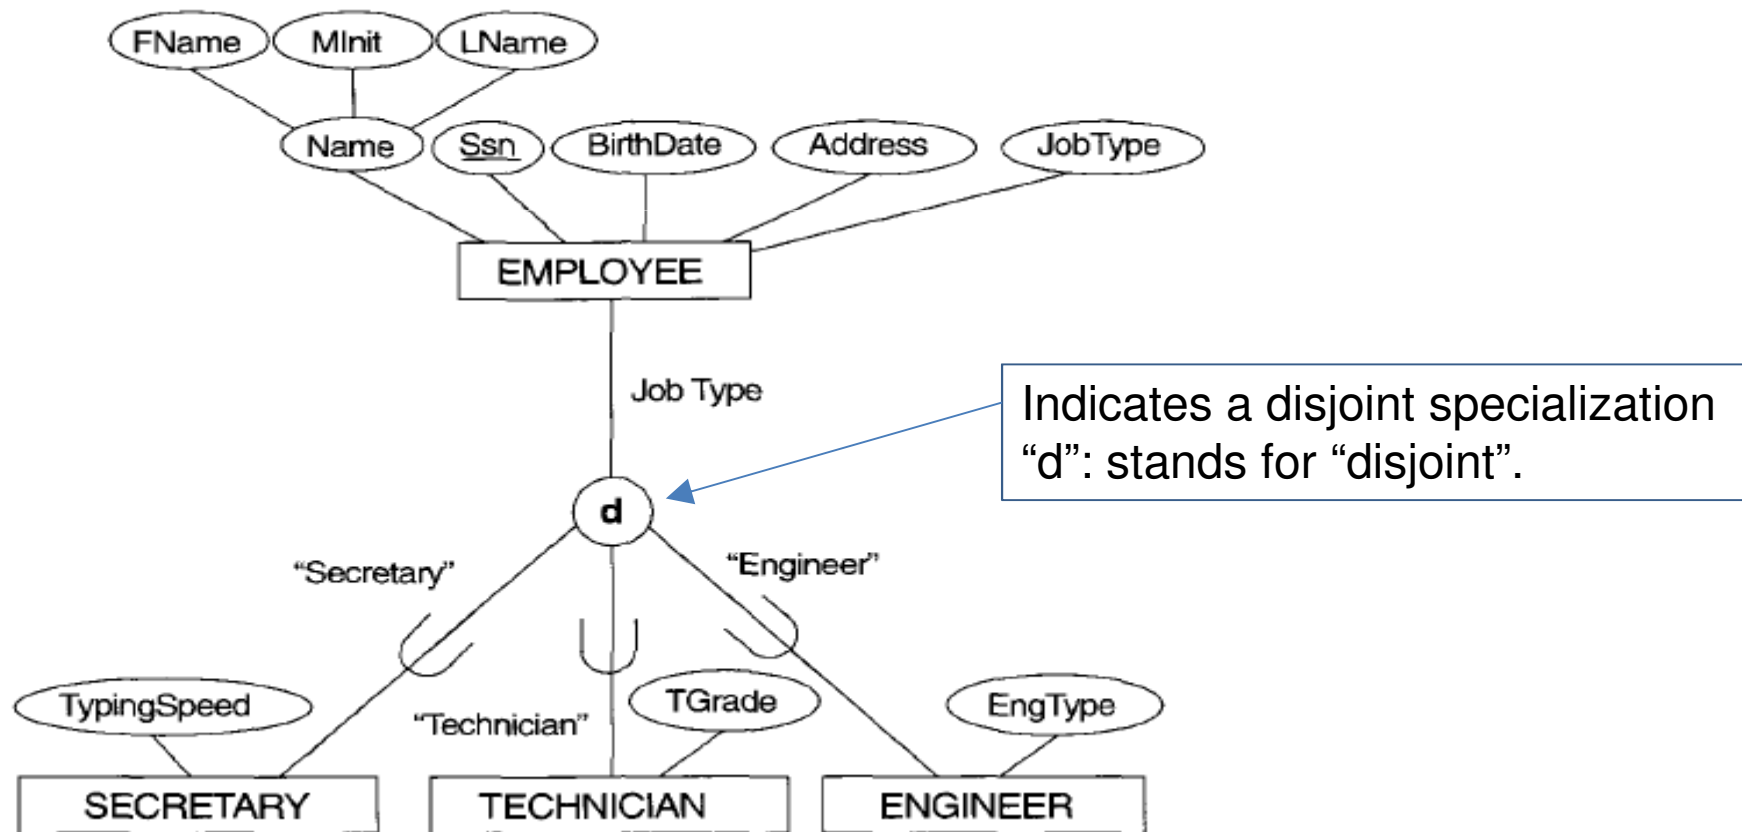 FName MInit LName
Name Ssn BirthDate Address JobType
EMPLOYEE
Job Type
Indicates a disjoint specialization
“d”: stands for “disjoint”.
d
“Secretary” “Engineer”
TypingSpeed “Technician” TGrade EngType
SECRETARY TECHNICIAN ENGINEER